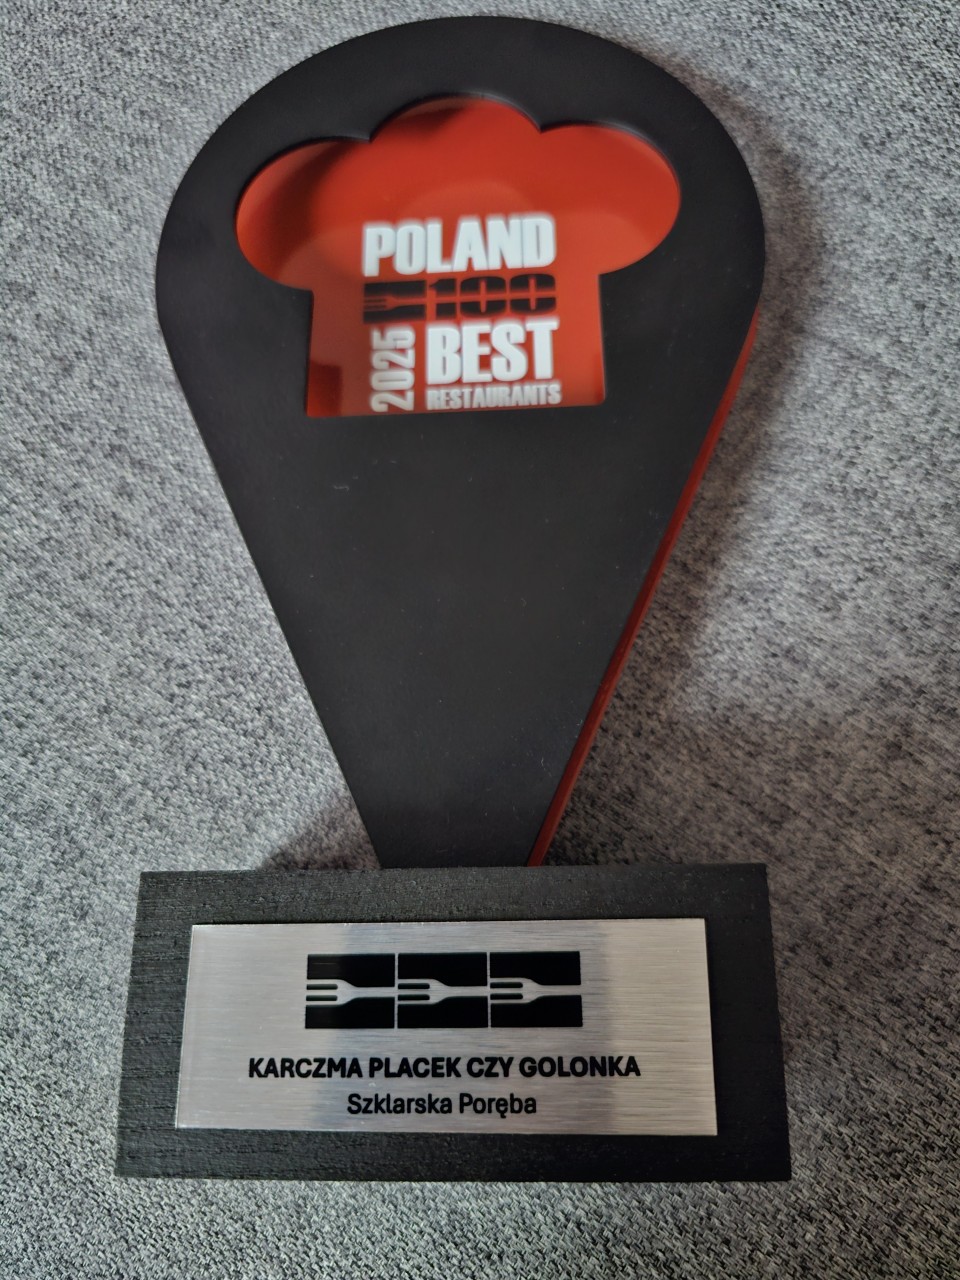 POLAND
100
2025
BEST
RESTAURANTS
KARCZMA PLACEK CZY GOLONKA
Szklarska Poręba